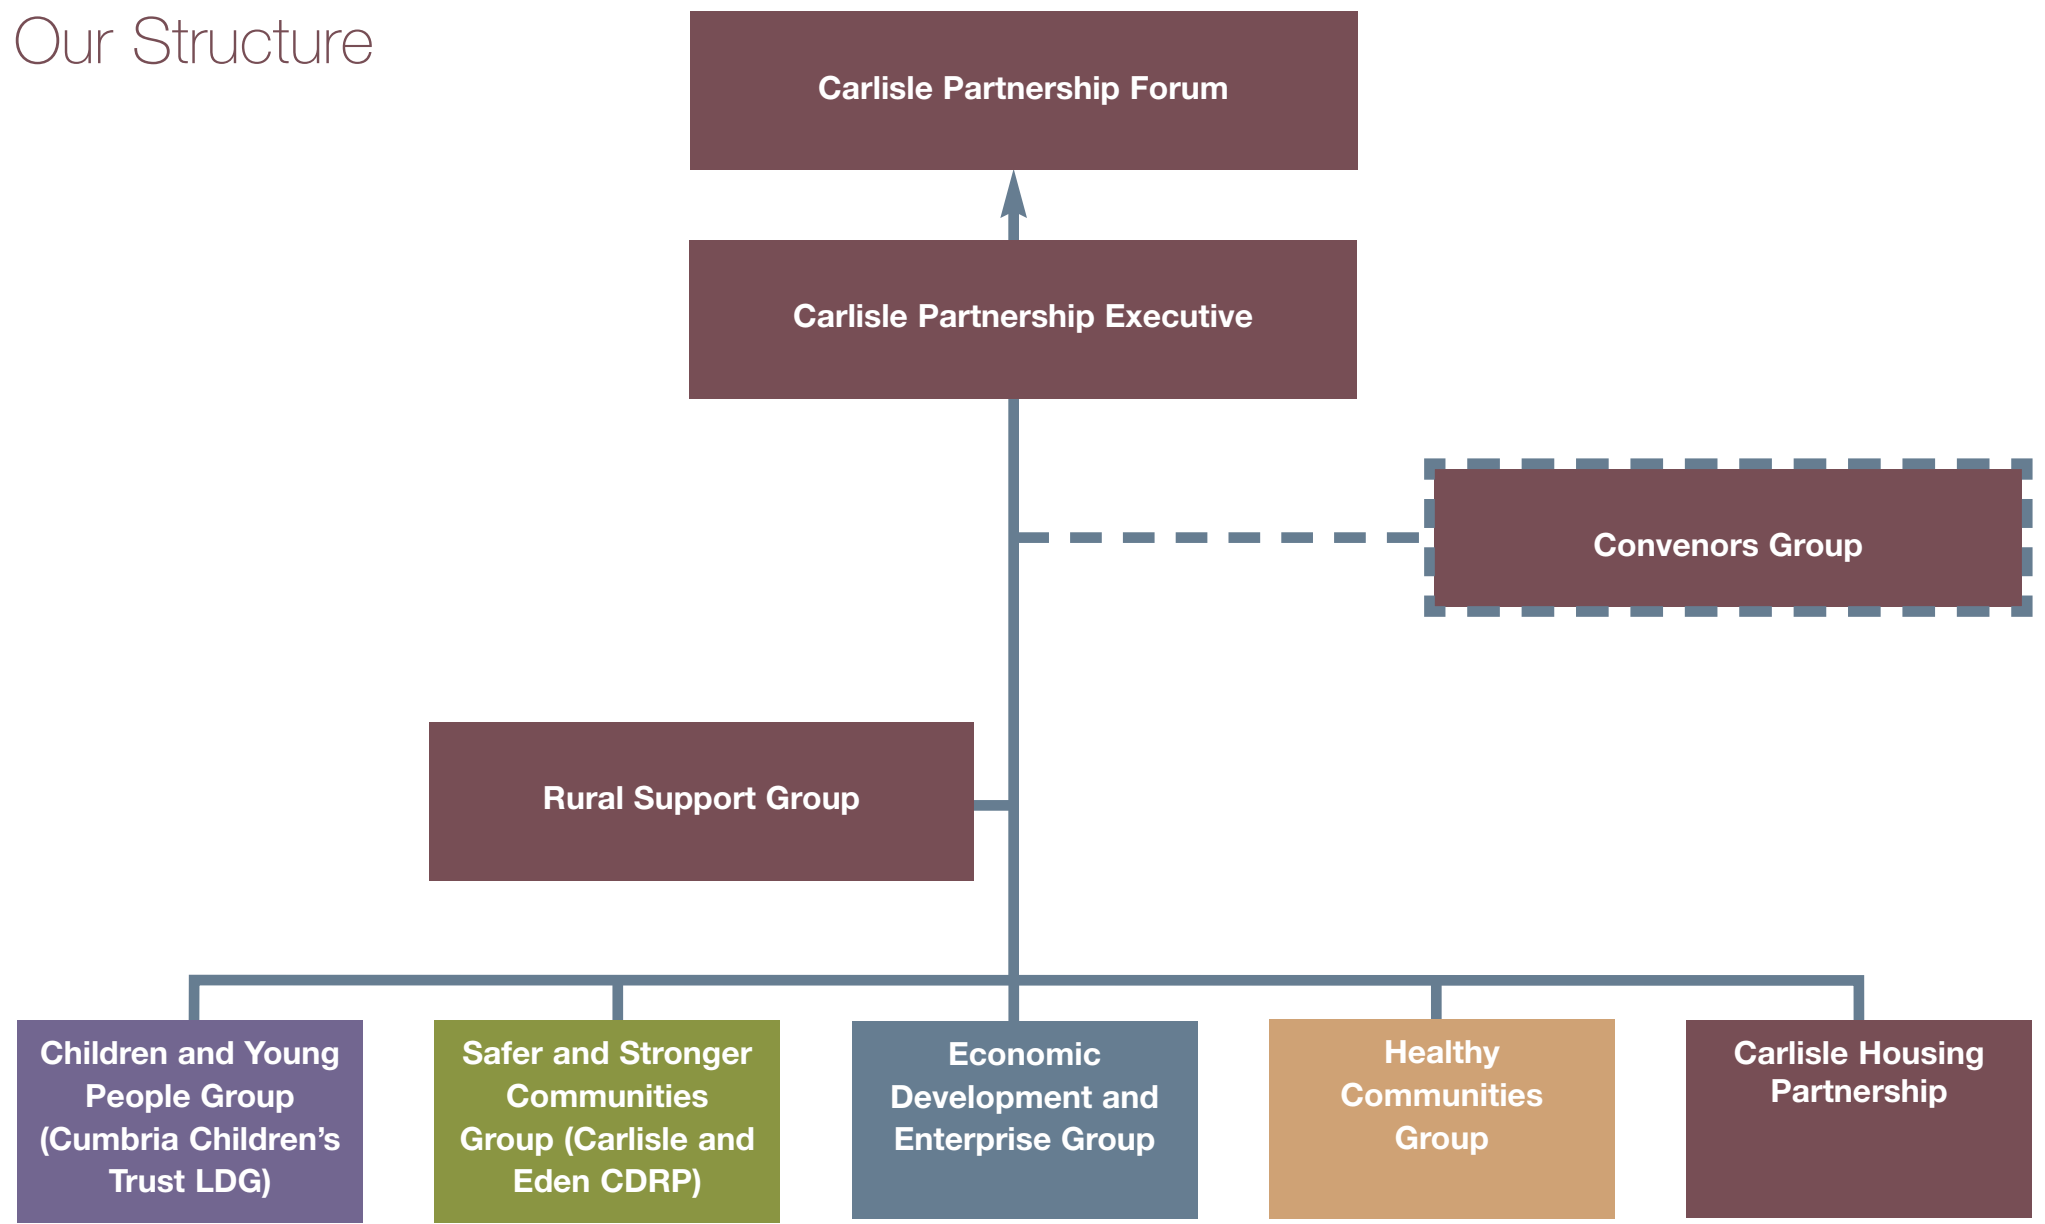 Our Structure
Carlisle Partnership Forum
Carlisle Partnership Executive
Convenors Group
Rural Support Group
Children and Young
People Group
(Cumbria Children’s
Trust LDG)
Safer and Stronger
Communities
Group (Carlisle and
Eden CDRP)
Economic
Development and
Enterprise Group
Healthy
Communities
Group
Carlisle Housing
Partnership